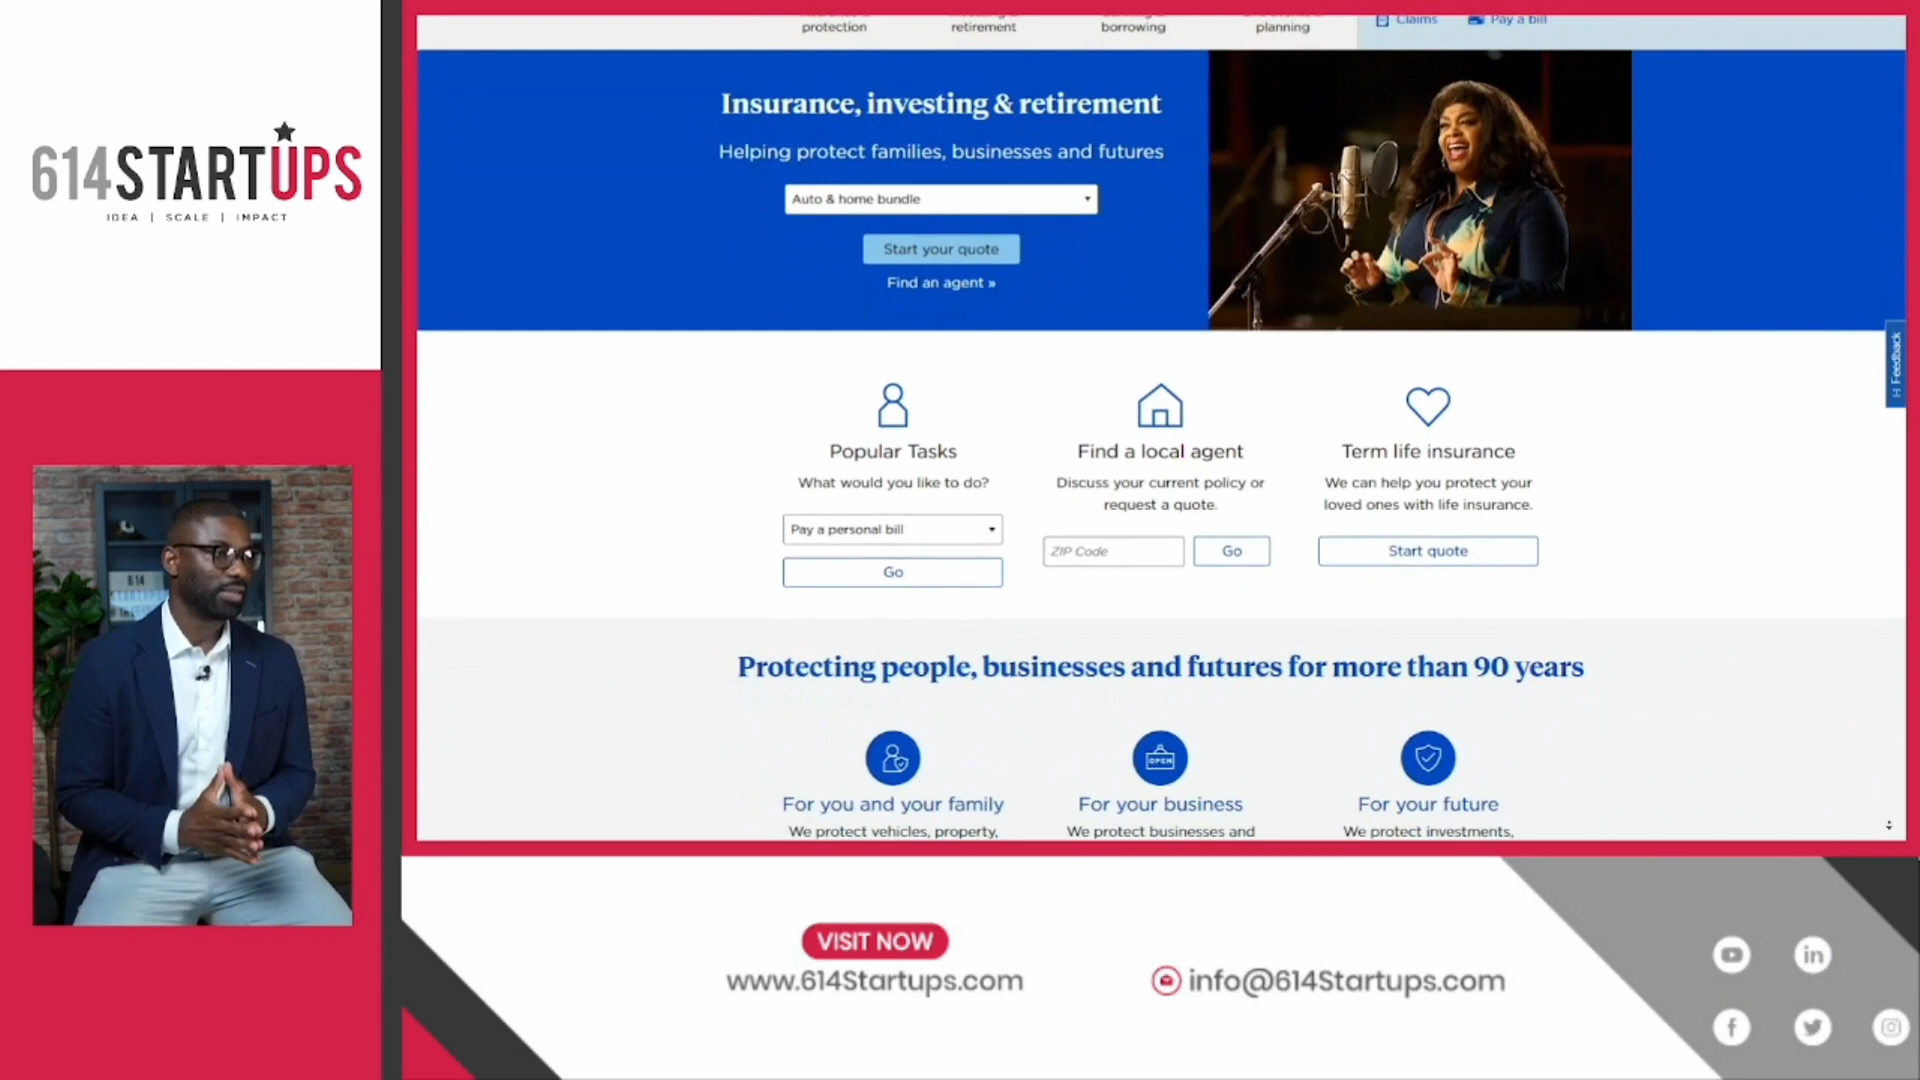 614STARTUPS
IDEA | SCALE | IMPACT
614
protection
retirement
borrowing
planning
Claims
Pay a bill
Insurance, investing & retirement
Helping protect families, businesses and futures
Auto & home bundle
Start your quote
Find an agent »
Feedback
Popular Tasks
What would you like to do?
Pay a personal bill
Go
Find a local agent
Discuss your current policy or
request a quote.
ZIP Code
Go
Term life insurance
We can help you protect your
loved ones with life insurance.
Start quote
Protecting people, businesses and futures for more than 90 years
OPEN
For you and your family
We protect vehicles, property,
For your business
We protect businesses and
For your future
We protect investments,
VISIT NOW
www.614Startups.com
info@614Startups.com
in
f